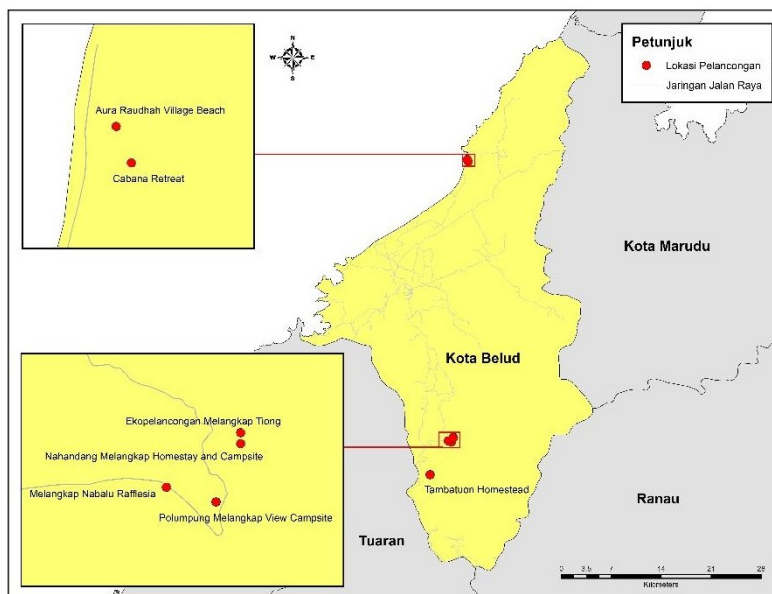 Aura Raudhah Village Beach
Cabana Retreat
N
W
E
S
Petunjuk
Lokasi Pelancongan
Jaringan Jalan Raya
Kota Marudu
Kota Belud
Ekopelancongan Melangkap Tiong
Nahandang Melangkap Homestay and Campsite
Melangkap Nabalu Rafflesia
Polumpung Melangkap View Campsite
Tambatuon Homestead
Ranau
Tuaran
0 3.5 7 14 21 28
Kilometers